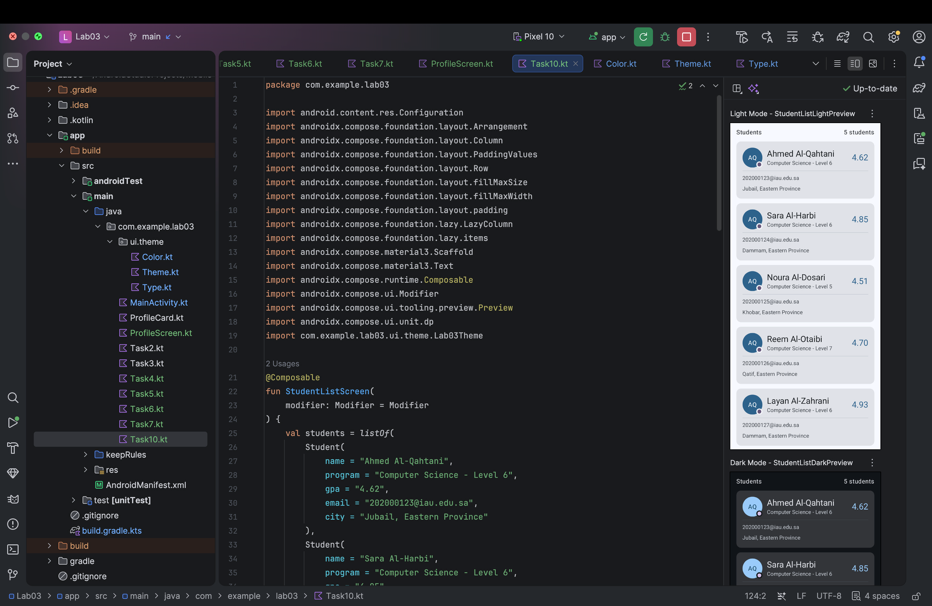 L Lab03 main Pixel 10 app
Project
Task5.kt Task6.kt Task7.kt ProfileScreen.kt Task10.kt Color.kt Theme.kt Type.kt
.gradle
.idea
.kotlin
app
build
src
androidTest
main
java
com.example.lab03
ui.theme
Color.kt
Theme.kt
Type.kt
MainActivity.kt
ProfileCard.kt
ProfileScreen.kt
Task2.kt
Task3.kt
Task4.kt
Task5.kt
Task6.kt
Task7.kt
Task10.kt
keepRules
res
AndroidManifest.xml
test [unitTest]
.gitignore
build.gradle.kts
build
gradle
.gitignore
1 package com.example.lab03
2
3 import android.content.res.Configuration
4 import androidx.compose.foundation.layout.Arrangement
5 import androidx.compose.foundation.layout.Column
6 import androidx.compose.foundation.layout.PaddingValues
7 import androidx.compose.foundation.layout.Row
8 import androidx.compose.foundation.layout.fillMaxSize
9 import androidx.compose.foundation.layout.fillMaxWidth
10 import androidx.compose.foundation.layout.padding
11 import androidx.compose.foundation.lazy.LazyColumn
12 import androidx.compose.foundation.lazy.items
13 import androidx.compose.material3.Scaffold
14 import androidx.compose.material3.Text
15 import androidx.compose.runtime.Composable
16 import androidx.compose.ui.Modifier
17 import androidx.compose.ui.tooling.preview.Preview
18 import androidx.compose.ui.unit.dp
19 import com.example.lab03.ui.theme.Lab03Theme
20
2 Usages
21 @Composable
22 fun StudentListScreen(
23 modifier: Modifier = Modifier
24 ) {
25 val students = listOf(
26 Student(
27 name = "Ahmed Al-Qahtani",
28 program = "Computer Science - Level 6",
29 gpa = "4.62",
30 email = "202000123@iau.edu.sa",
31 city = "Jubail, Eastern Province"
32 ),
33 Student(
34 name = "Sara Al-Harbi",
35 program = "Computer Science - Level 6",
2
Up-to-date
Light Mode - StudentListLightPreview
Students 5 students
AQ Ahmed Al-Qahtani 4.62
Computer Science - Level 6
202000123@iau.edu.sa
Jubail, Eastern Province
AQ Sara Al-Harbi 4.85
Computer Science - Level 6
202000124@iau.edu.sa
Dammam, Eastern Province
AQ Noura Al-Dosari 4.51
Computer Science - Level 5
202000125@iau.edu.sa
Khobar, Eastern Province
AQ Reem Al-Otaibi 4.70
Computer Science - Level 7
202000126@iau.edu.sa
Qatif, Eastern Province
AQ Layan Al-Zahrani 4.93
Computer Science - Level 6
202000127@iau.edu.sa
Dammam, Eastern Province
Dark Mode - StudentListDarkPreview
Students 5 students
AQ Ahmed Al-Qahtani 4.62
Computer Science - Level 6
202000123@iau.edu.sa
Jubail, Eastern Province
AQ Sara Al-Harbi 4.85
Computer Science - Level 6
Lab03 > app > src > main > java > com > example > lab03 > Task10.kt 124:2 LF UTF-8 4 spaces